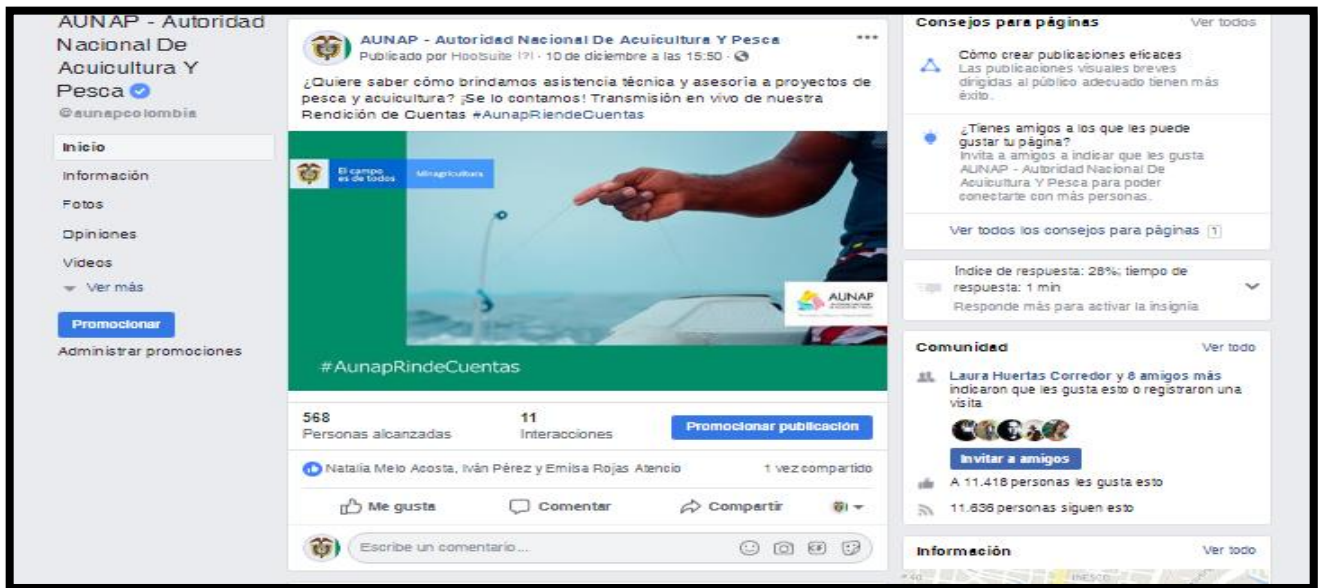 AUNAP - Autoridad
Nacional De
Acuicultura Y
Pesca
@aunapcolombia
Inicio
Información
Fotos
Opiniones
Videos
Ver más
Promocionar
Administrar promociones
AUNAP - Autoridad Nacional De Acuicultura Y Pesca
Publicado por Hootsuite [?] · 10 de diciembre a las 15:50 ·
¿Quiere saber cómo brindamos asistencia técnica y asesoría a proyectos de
pesca y acuicultura? ¡Se lo contamos! Transmisión en vivo de nuestra
Rendición de Cuentas #AunapRiendeCuentas
El campo
es de todos
Minagricultura
AUNAP
#AunapRindeCuentas
568
Personas alcanzadas
11
Interacciones
Promocionar publicación
Natalia Melo Acosta, Iván Pérez y Emilsa Rojas Atencio
1 vez compartido
Me gusta
Comentar
Compartir
Escribe un comentario...
GIF
Consejos para páginas
Ver todos
Cómo crear publicaciones eficaces
Las publicaciones visuales breves
dirigidas al público adecuado tienen más
éxito.
¿Tienes amigos a los que les puede
gustar tu página?
Invita a amigos a indicar que les gusta
AUNAP - Autoridad Nacional De
Acuicultura Y Pesca para poder
conectarte con más personas.
Ver todos los consejos para páginas 1
Índice de respuesta: 28%; tiempo de
respuesta: 1 min
Responde más para activar la insignia
Comunidad
Ver todo
Laura Huertas Corredor y 8 amigos más
indicaron que les gusta esto o registraron una
visita
Invitar a amigos
A 11.418 personas les gusta esto
11.636 personas siguen esto
Información
Ver todo